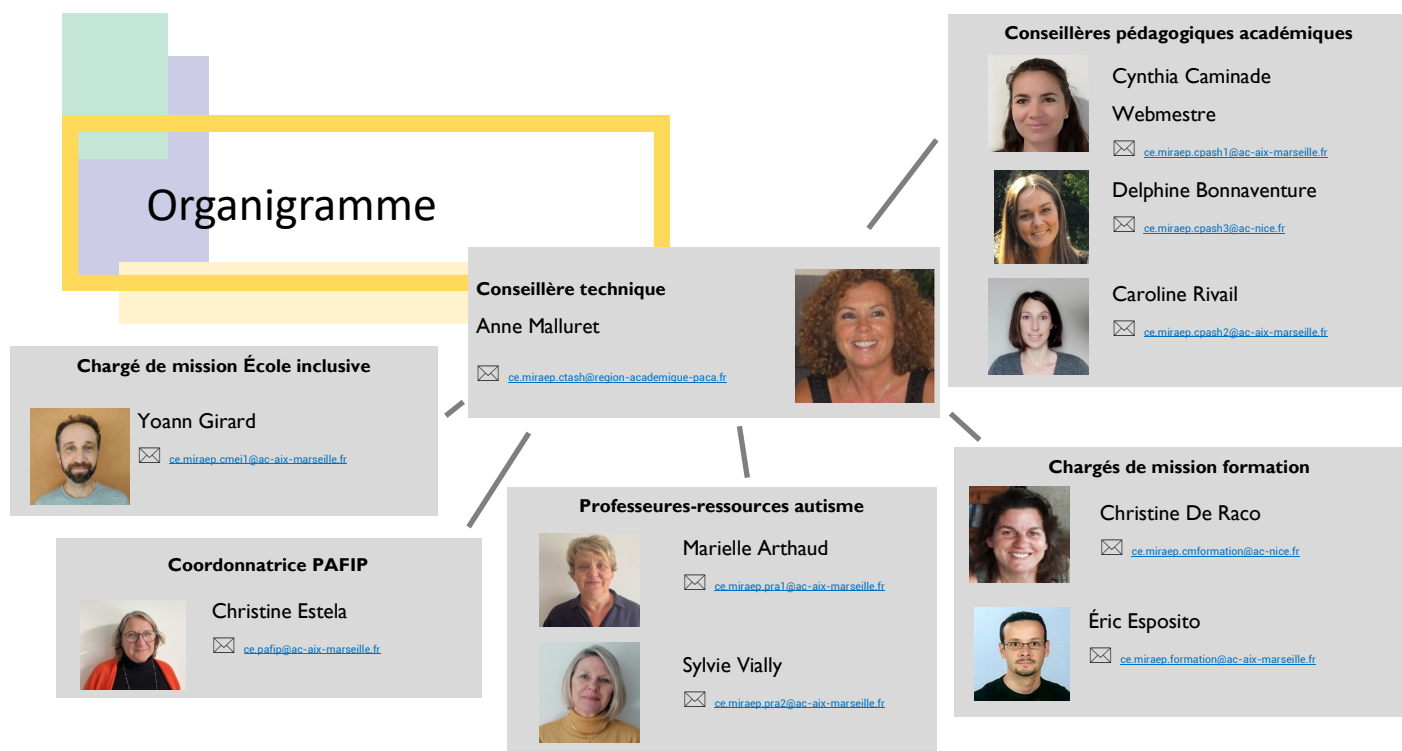 Organigramme
Conseillères pédagogiques académiques
Cynthia Caminade
Webmestre
ce.miraep.cpash1@ac-aix-marseille.fr
Delphine Bonnaventure
ce.miraep.cpash3@ac-nice.fr
Caroline Rivail
ce.miraep.cpash2@ac-aix-marseille.fr
Conseillère technique
Anne Malluret
ce.miraep.ctash@region-academique-paca.fr
Chargé de mission École inclusive
Yoann Girard
ce.miraep.cmei1@ac-aix-marseille.fr
Coordonnatrice PAFIP
Christine Estela
ce.pafip@ac-aix-marseille.fr
Professeures-ressources autisme
Marielle Arthaud
ce.miraep.pra1@ac-aix-marseille.fr
Sylvie Vially
ce.miraep.pra2@ac-aix-marseille.fr
Chargés de mission formation
Christine De Raco
ce.miraep.cmformation@ac-nice.fr
Éric Esposito
ce.miraep.formation@ac-aix-marseille.fr